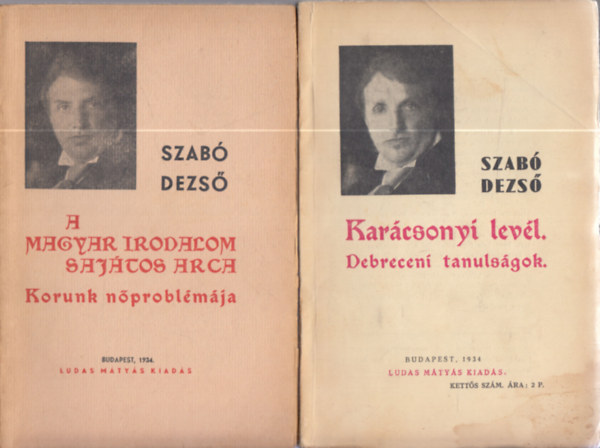 SZABÓ
DEZSŐ
A
MAGYAR IRODALOM
SAJÁTOS ARCA
Korunk nőproblémája
BUDAPEST, 1934.
LUDAS MÁTYÁS KIADÁS
SZABÓ
DEZSŐ
Karácsonyi levél.
Debreceni tanulságok.
BUDAPEST, 1934
LUDAS MÁTYÁS KIADÁS.
KETTŐS SZÁM. ÁRA: 2 P.